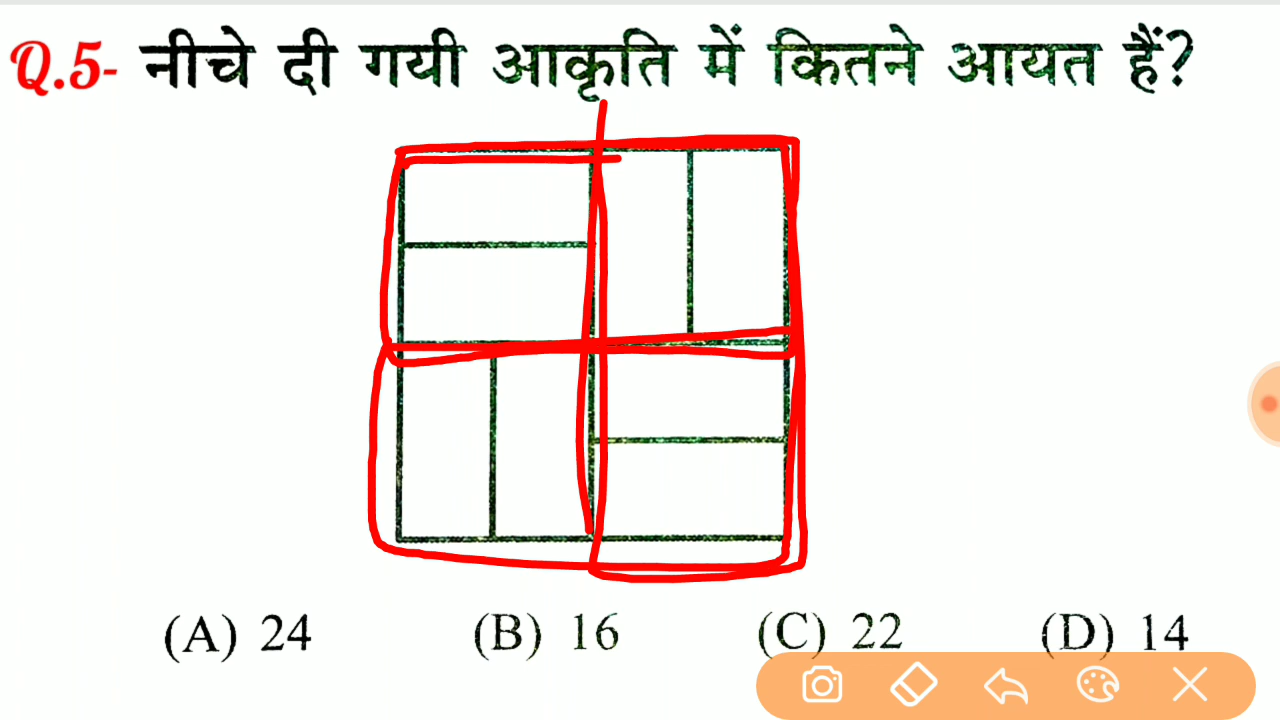 Q.5- नीचे दी गयी आकृति में कितने आयत हैं?
(A) 24 (B) 16 (C) 22 (D) 14